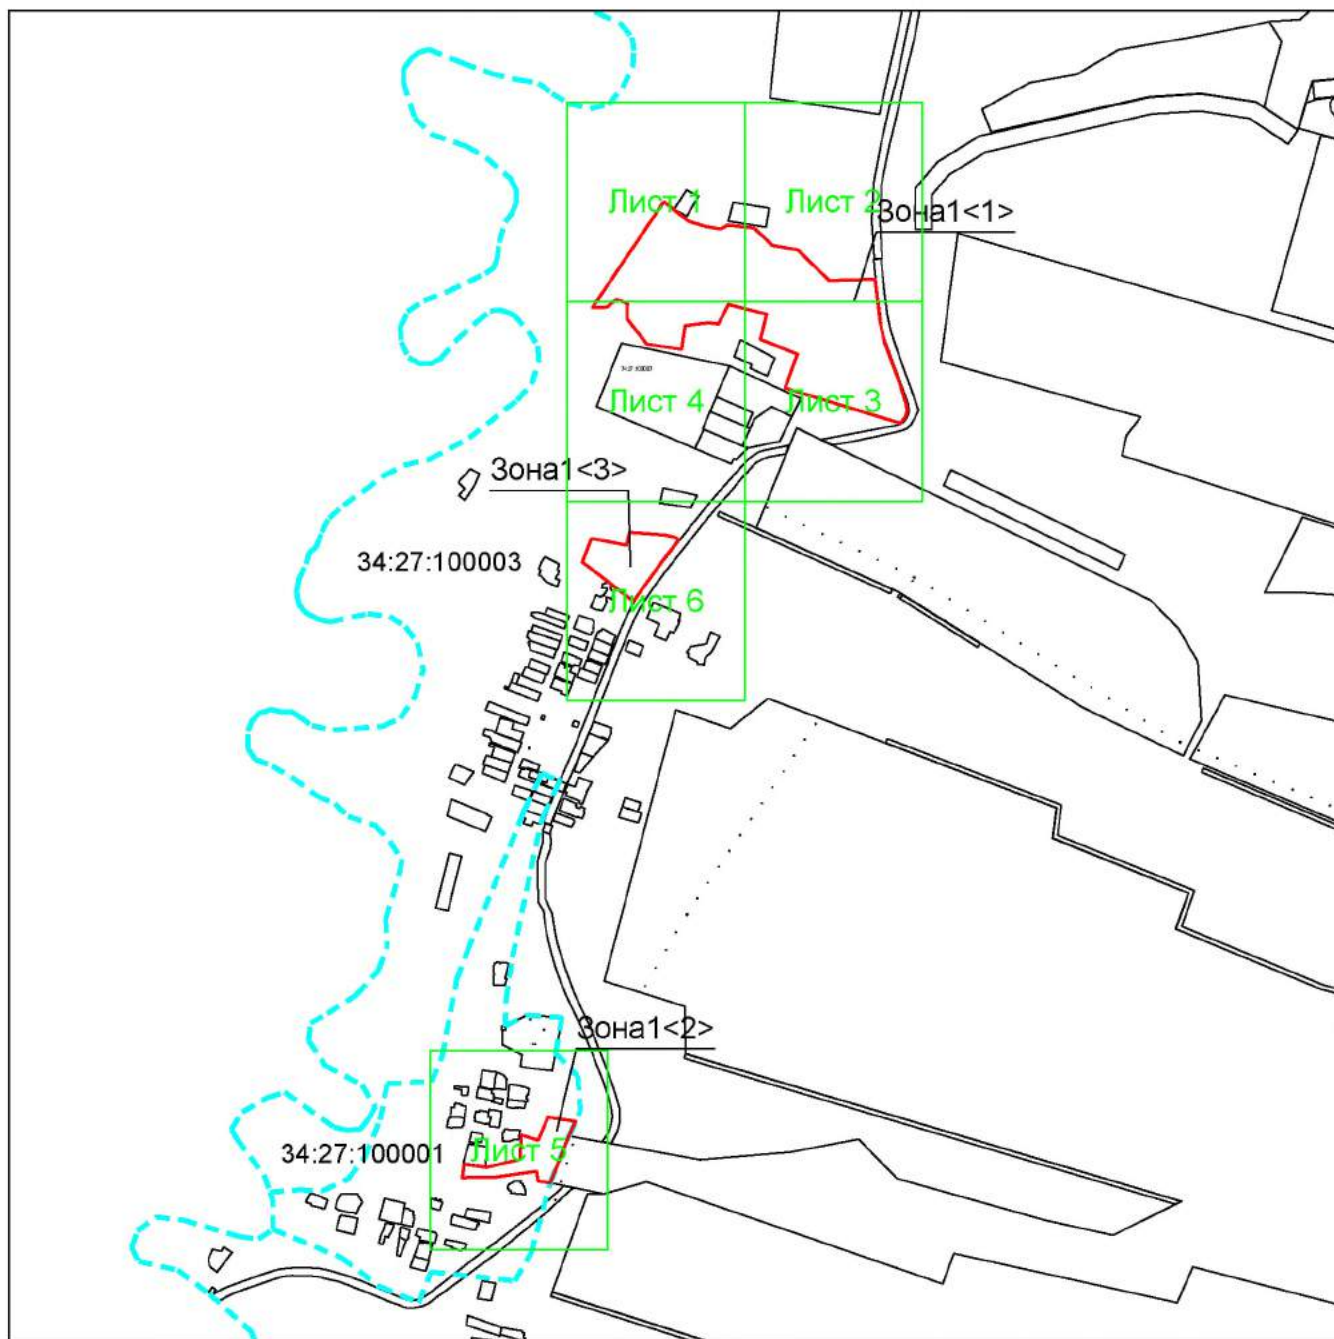 Лист 1
Лист 2
Зона1<1>
Лист 4
Лист 3
Зона1<3>
34:27:100003
Лист 6
Зона1<2>
34:27:100001
Лист 5